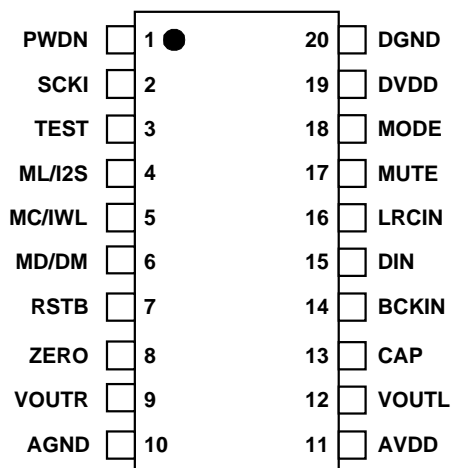 PWDN 1 20 DGND
SCKI 2 19 DVDD
TEST 3 18 MODE
ML/I2S 4 17 MUTE
MC/IWL 5 16 LRCIN
MD/DM 6 15 DIN
RSTB 7 14 BCKIN
ZERO 8 13 CAP
VOUTR 9 12 VOUTL
AGND 10 11 AVDD